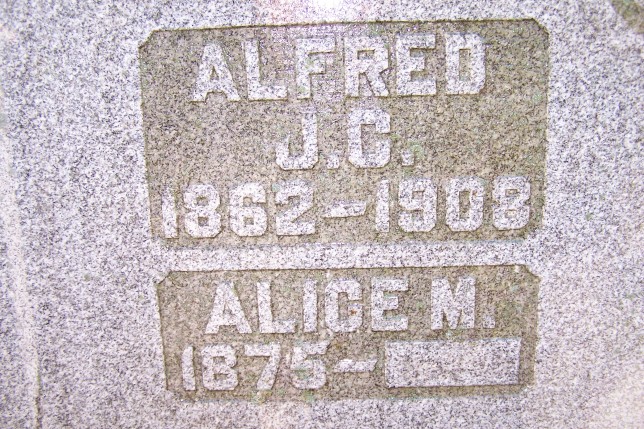 ALFRED
J.C.
1862-1908
ALICE M.
1875-